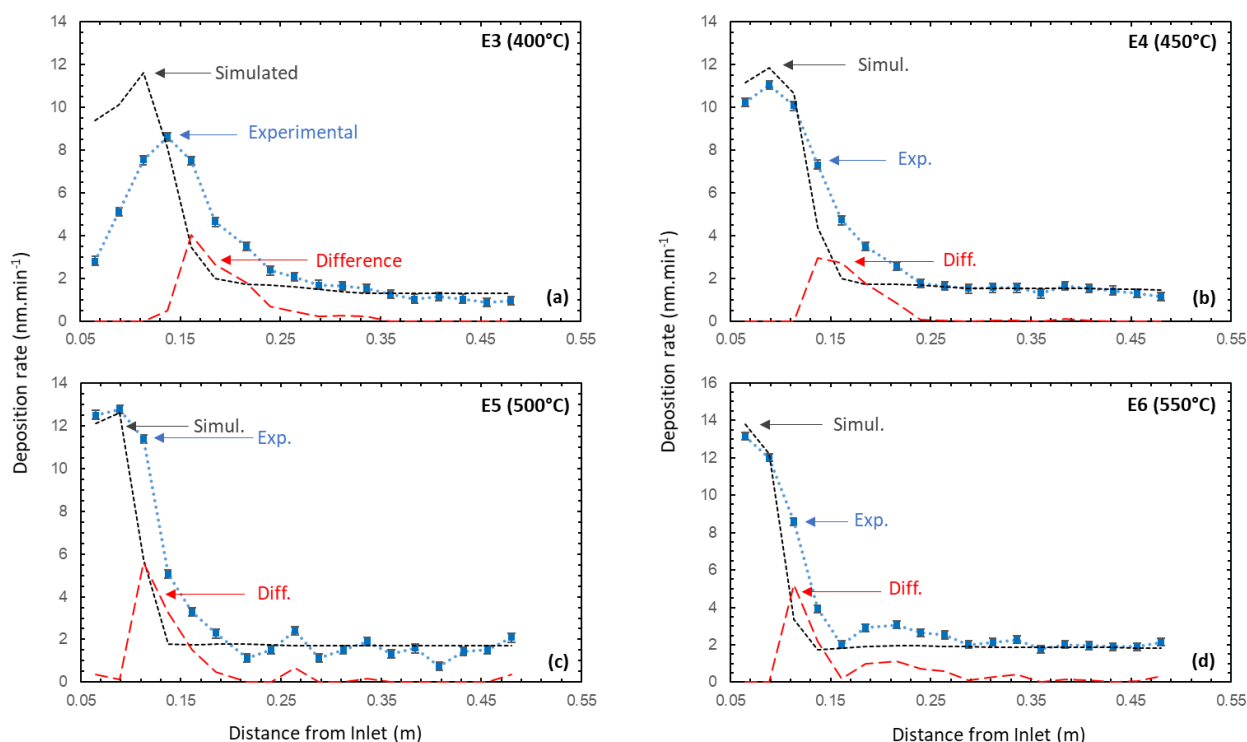 14
12
10
8
6
4
2
0
E3 (400°C)
Simulated
Experimental
Difference
(a)
0.05 0.15 0.25 0.35 0.45 0.55
14
12
10
8
6
4
2
0
E4 (450°C)
Simul.
Exp.
Diff.
(b)
0.05 0.15 0.25 0.35 0.45 0.55
Deposition rate (nm.min⁻¹)
Deposition rate (nm.min⁻¹)
14
12
10
8
6
4
2
0
E5 (500°C)
Simul.
Exp.
Diff.
(c)
0.05 0.15 0.25 0.35 0.45 0.55
Distance from Inlet (m)
16
14
12
10
8
6
4
2
0
E6 (550°C)
Simul.
Exp.
Diff.
(d)
0.05 0.15 0.25 0.35 0.45 0.55
Distance from Inlet (m)